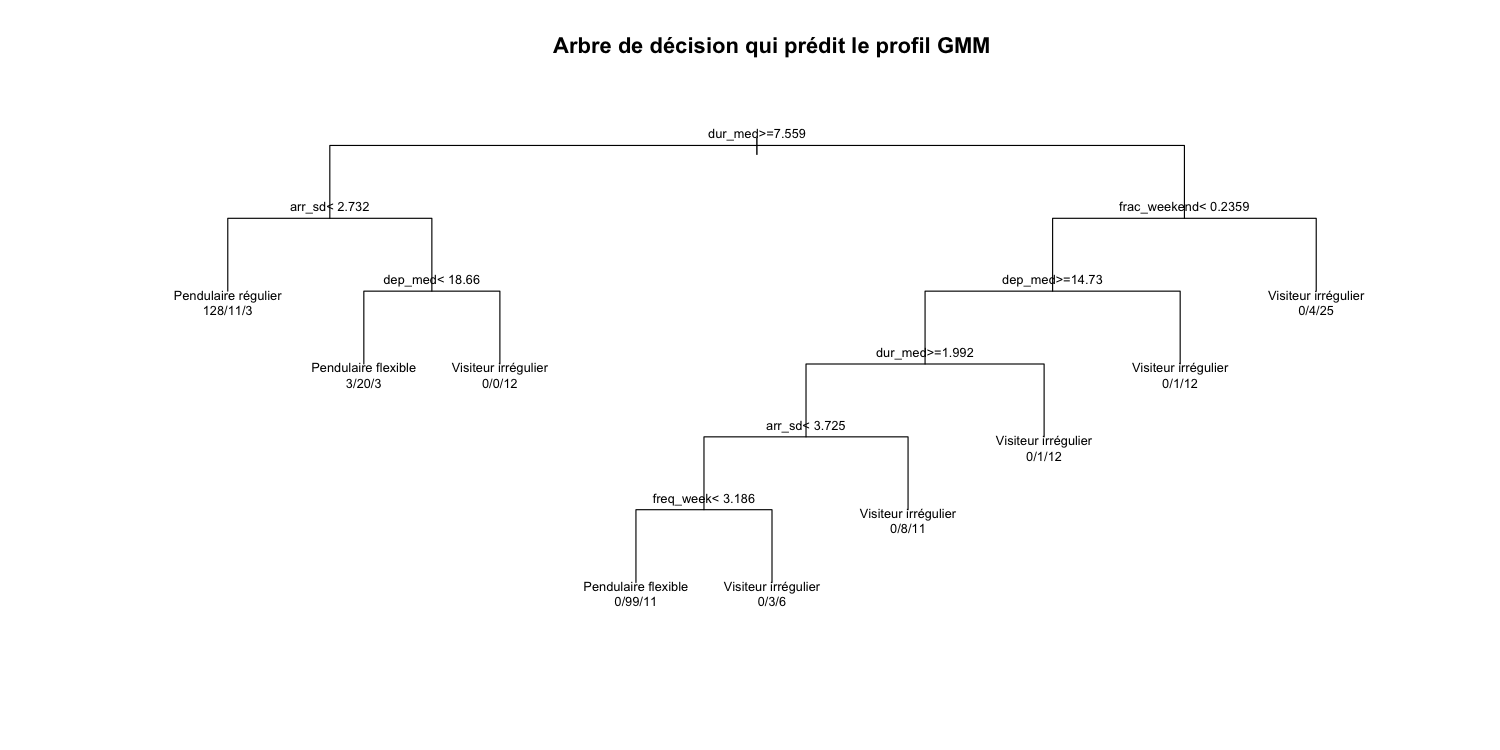 Arbre de décision qui prédit le profil GMM
dur_med>=7.559
arr_sd< 2.732
frac_weekend< 0.2359
dep_med< 18.66
dep_med>=14.73
Pendulaire régulier
128/11/3
Visiteur irrégulier
0/4/25
dur_med>=1.992
Pendulaire flexible
3/20/3
Visiteur irrégulier
0/0/12
Visiteur irrégulier
0/1/12
arr_sd< 3.725
Visiteur irrégulier
0/1/12
freq_week< 3.186
Visiteur irrégulier
0/8/11
Pendulaire flexible
0/99/11
Visiteur irrégulier
0/3/6